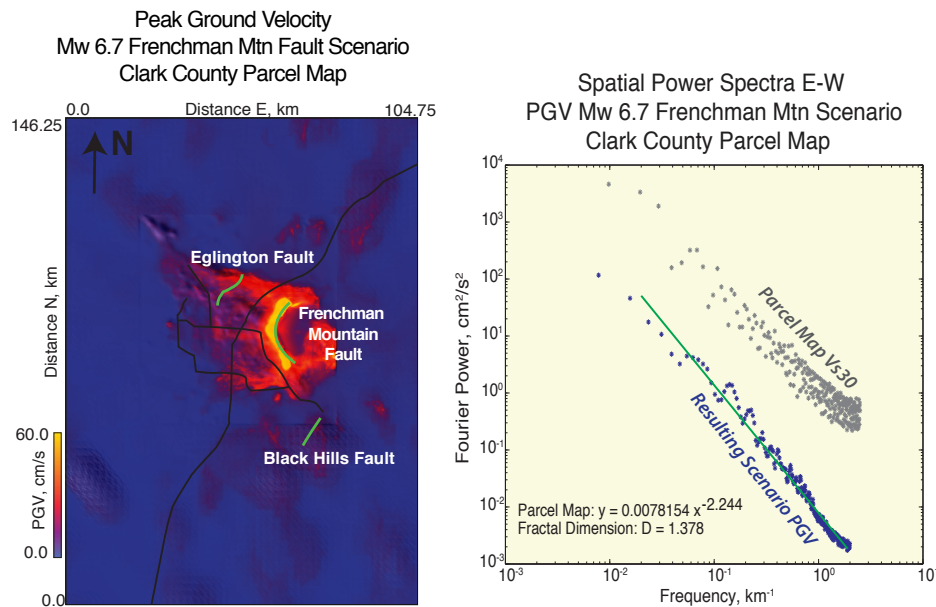 Peak Ground Velocity
Mw 6.7 Frenchman Mtn Fault Scenario
Clark County Parcel Map
0.0
Distance E, km
104.75
146.25
N
Distance N, km
Eglington Fault
Frenchman
Mountain
Fault
Black Hills Fault
60.0
PGV, cm/s
0.0
0.0
Spatial Power Spectra E-W
PGV Mw 6.7 Frenchman Mtn Scenario
Clark County Parcel Map
10⁴
10³
10²
10¹
10⁰
10⁻¹
10⁻²
10⁻³
Fourier Power, cm²/s²
Parcel Map Vs30
Resulting Scenario PGV
Parcel Map: y = 0.0078154 x⁻²·²⁴⁴
Fractal Dimension: D = 1.378
10⁻³
10⁻²
10⁻¹
10⁰
10¹
Frequency, km⁻¹